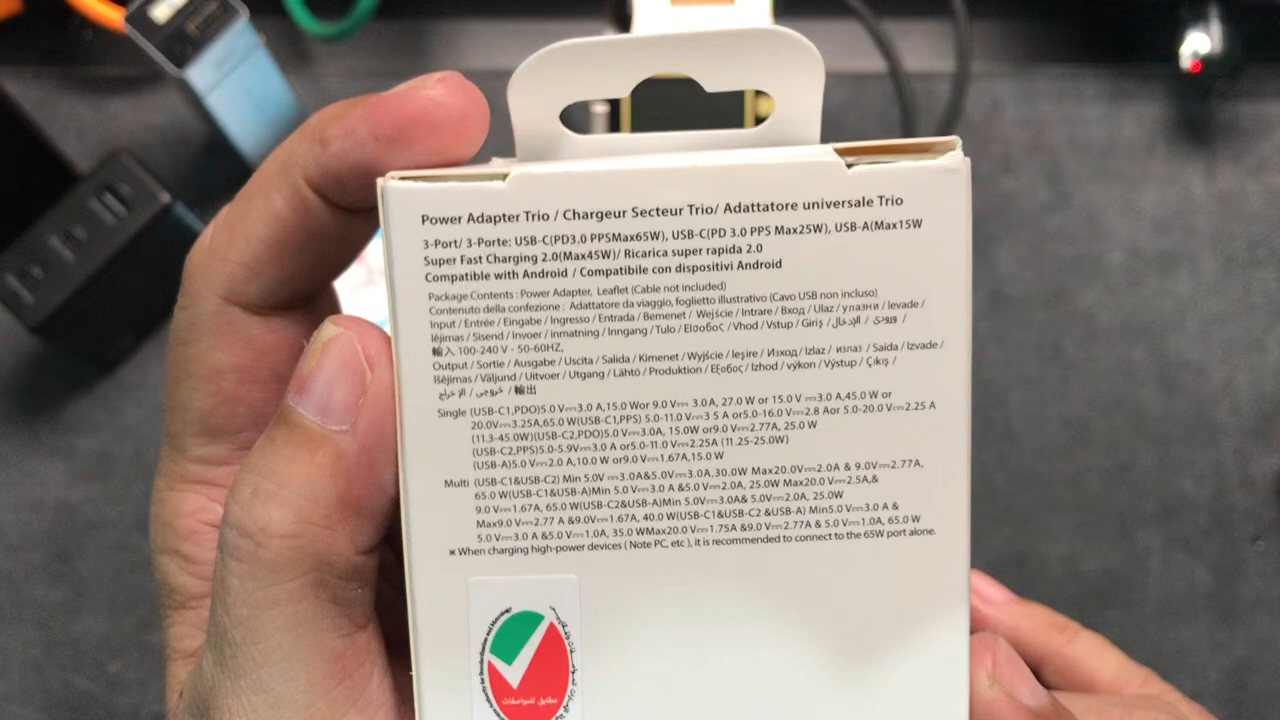 Power Adapter Trio / Chargeur Secteur Trio/ Adattatore universale Trio
3-Port/ 3-Porte: USB-C(PD3.0 PPSMax65W), USB-C(PD 3.0 PPS Max25W), USB-A(Max15W
Super Fast Charging 2.0(Max45W)/ Ricarica super rapida 2.0
Compatible with Android / Compatibile con dispositivi Android
Package Contents : Power Adapter, Leaflet (Cable not included)
Contenuto della confezione : Adattatore da viaggio, foglietto illustrativo (Cavo USB non incluso)
Input / Entrée / Eingabe / Ingresso / Entrada / Bemenet / Wejście / Intrare / Вход / Ulaz / улазни / Ievade /
Iėjimas / Sisend / Invoer / inmatning / Inngang / Tulo / Είσοδος / Vhod / Vstup / Giriş / الإدخال / ورودی /
輸入 100-240 V - 50-60HZ,
Output / Sortie / Ausgabe / Uscita / Salida / Kimenet / Wyjście / Ieşire / Изход / Izlaz / излаз / Saída / Izvade /
Išėjimas / Väljund / Uitvoer / Utgang / Lähtö / Produktion / Εξοδος / Izhod / výkon / Výstup / Çıkış /
الإخراج / خروجی / 輸出
Single (USB-C1,PDO)5.0 V⎓3.0 A,15.0 Wor 9.0 V⎓ 3.0A, 27.0 W or 15.0 V⎓3.0 A,45.0 W or
20.0V⎓3.25A,65.0 W(USB-C1,PPS) 5.0-11.0 V⎓3 5 A or5.0-16.0 V⎓2.8 Aor 5.0-20.0 V⎓2.25 A
(11.3-45.0W)(USB-C2,PDO)5.0 V⎓3.0A, 15.0W or9.0 V⎓2.77A, 25.0 W
(USB-C2,PPS)5.0-5.9V⎓3.0 A or5.0-11.0 V⎓2.25A (11.25-25.0W)
(USB-A)5.0 V⎓2.0 A,10.0 W or9.0 V⎓1.67A,15.0 W
Multi (USB-C1&USB-C2) Min 5.0V⎓3.0A&5.0V⎓3.0A,30.0W Max20.0V⎓2.0A & 9.0V⎓2.77A,
65.0 W(USB-C1&USB-A)Min 5.0 V⎓3.0 A &5.0 V⎓2.0A, 25.0W Max20.0 V⎓2.5A,&
9.0 V⎓1.67A, 65.0 W(USB-C2&USB-A)Min 5.0V⎓3.0A& 5.0V⎓2.0A, 25.0W
Max9.0 V⎓2.77 A &9.0V⎓1.67A, 40.0 W(USB-C1&USB-C2 &USB-A) Min5.0 V⎓3.0 A &
5.0 V⎓3.0 A &5.0 V⎓1.0A, 35.0 WMax20.0 V⎓1.75A &9.0 V⎓2.77A & 5.0 V⎓1.0A, 65.0 W
※ When charging high-power devices ( Note PC, etc ), it is recommended to connect to the 65W port alone.
مطابق للمواصفات